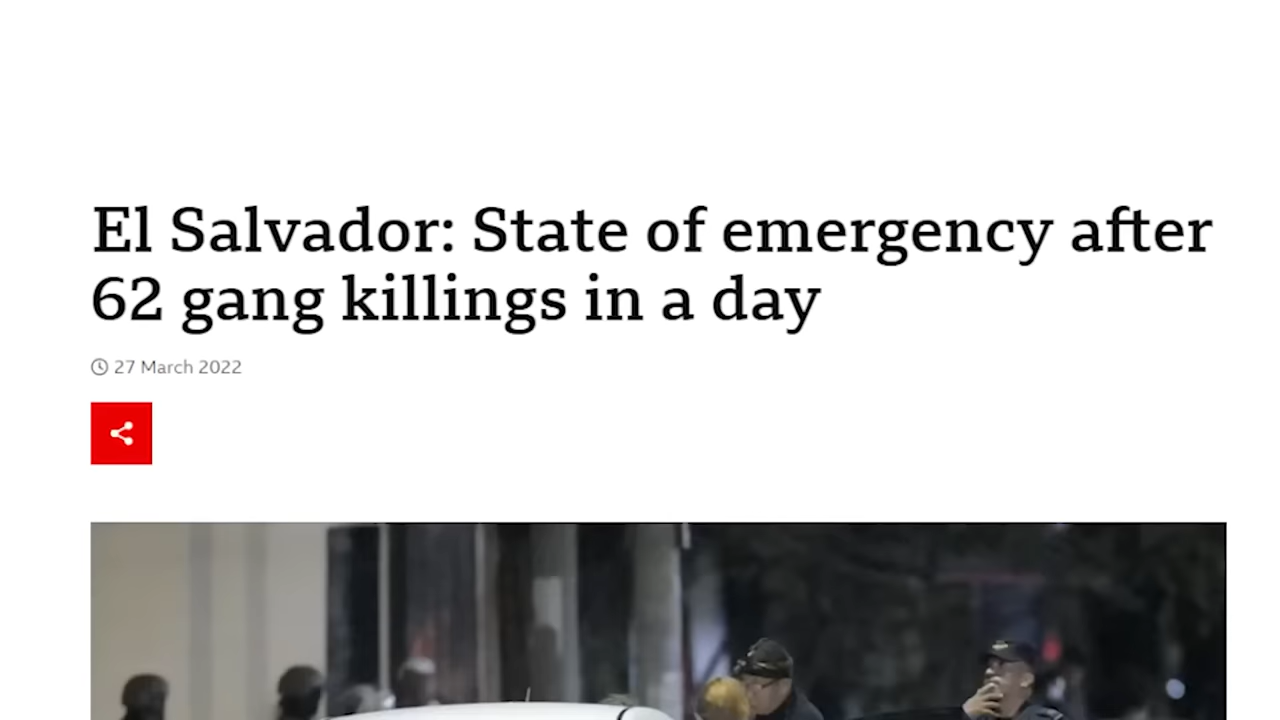 El Salvador: State of emergency after
62 gang killings in a day
27 March 2022